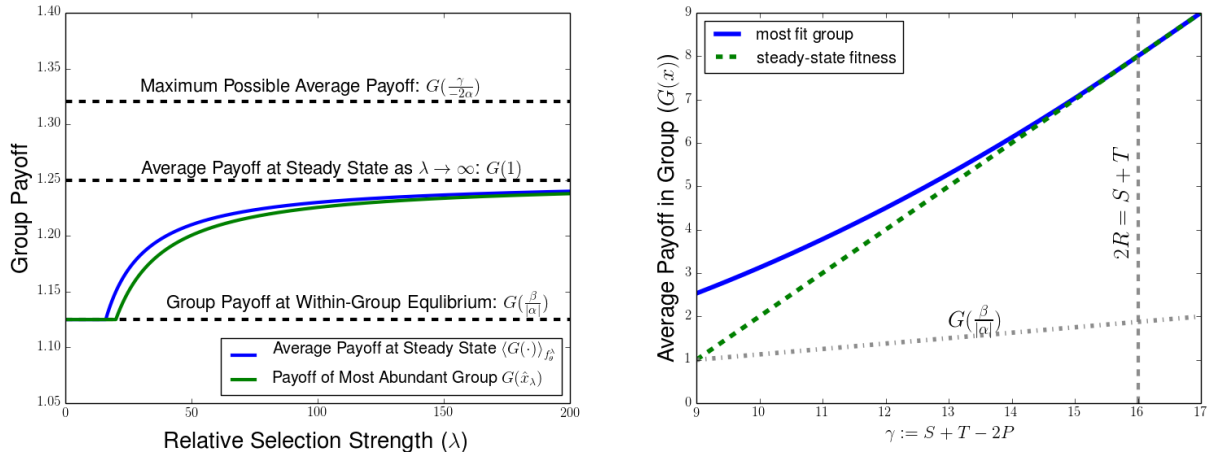 1.40
1.35
1.30
1.25
1.20
1.15
1.10
1.05
Group Payoff
Maximum Possible Average Payoff: G(γ/−2α)
Average Payoff at Steady State as λ → ∞: G(1)
Group Payoff at Within-Group Equilibrium: G(β/|α|)
Average Payoff at Steady State ⟨G(·)⟩_{f_θ^λ}
Payoff of Most Abundant Group G(x̂_λ)
0 50 100 150 200
Relative Selection Strength (λ)
9
8
7
6
5
4
3
2
1
0
Average Payoff in Group (G(x))
most fit group
steady-state fitness
2R = S + T
G(β/|α|)
9 10 11 12 13 14 15 16 17
γ := S + T − 2P